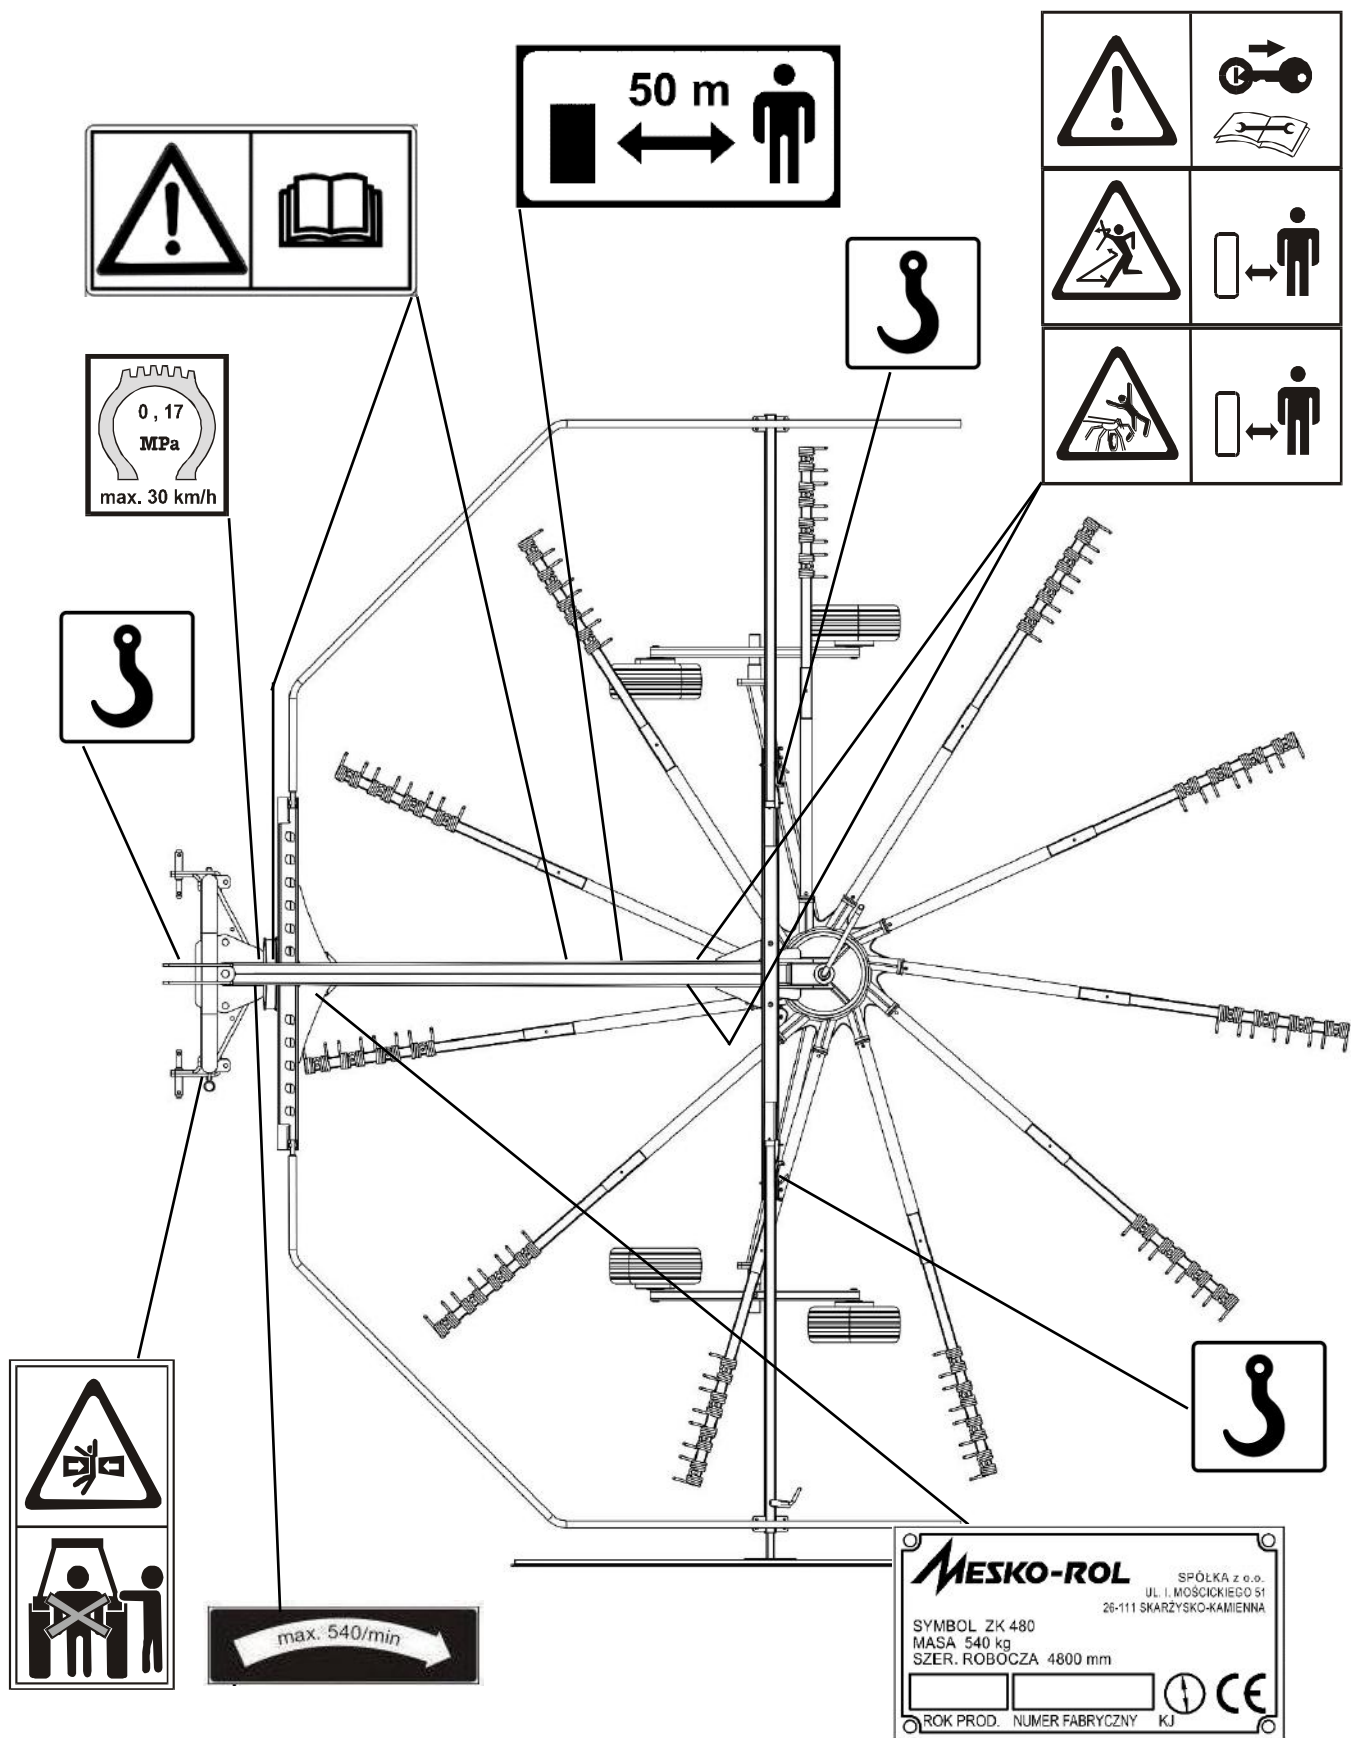 50 m
0 , 17
MPa
max. 30 km/h
max. 540/min
MESKO-ROL
SPÓŁKA z o.o.
UL. I. MOŚCICKIEGO 51
26-111 SKARŻYSKO-KAMIENNA
SYMBOL ZK 480
MASA 540 kg
SZER. ROBOCZA 4800 mm
ROK PROD. NUMER FABRYCZNY KJ
CE